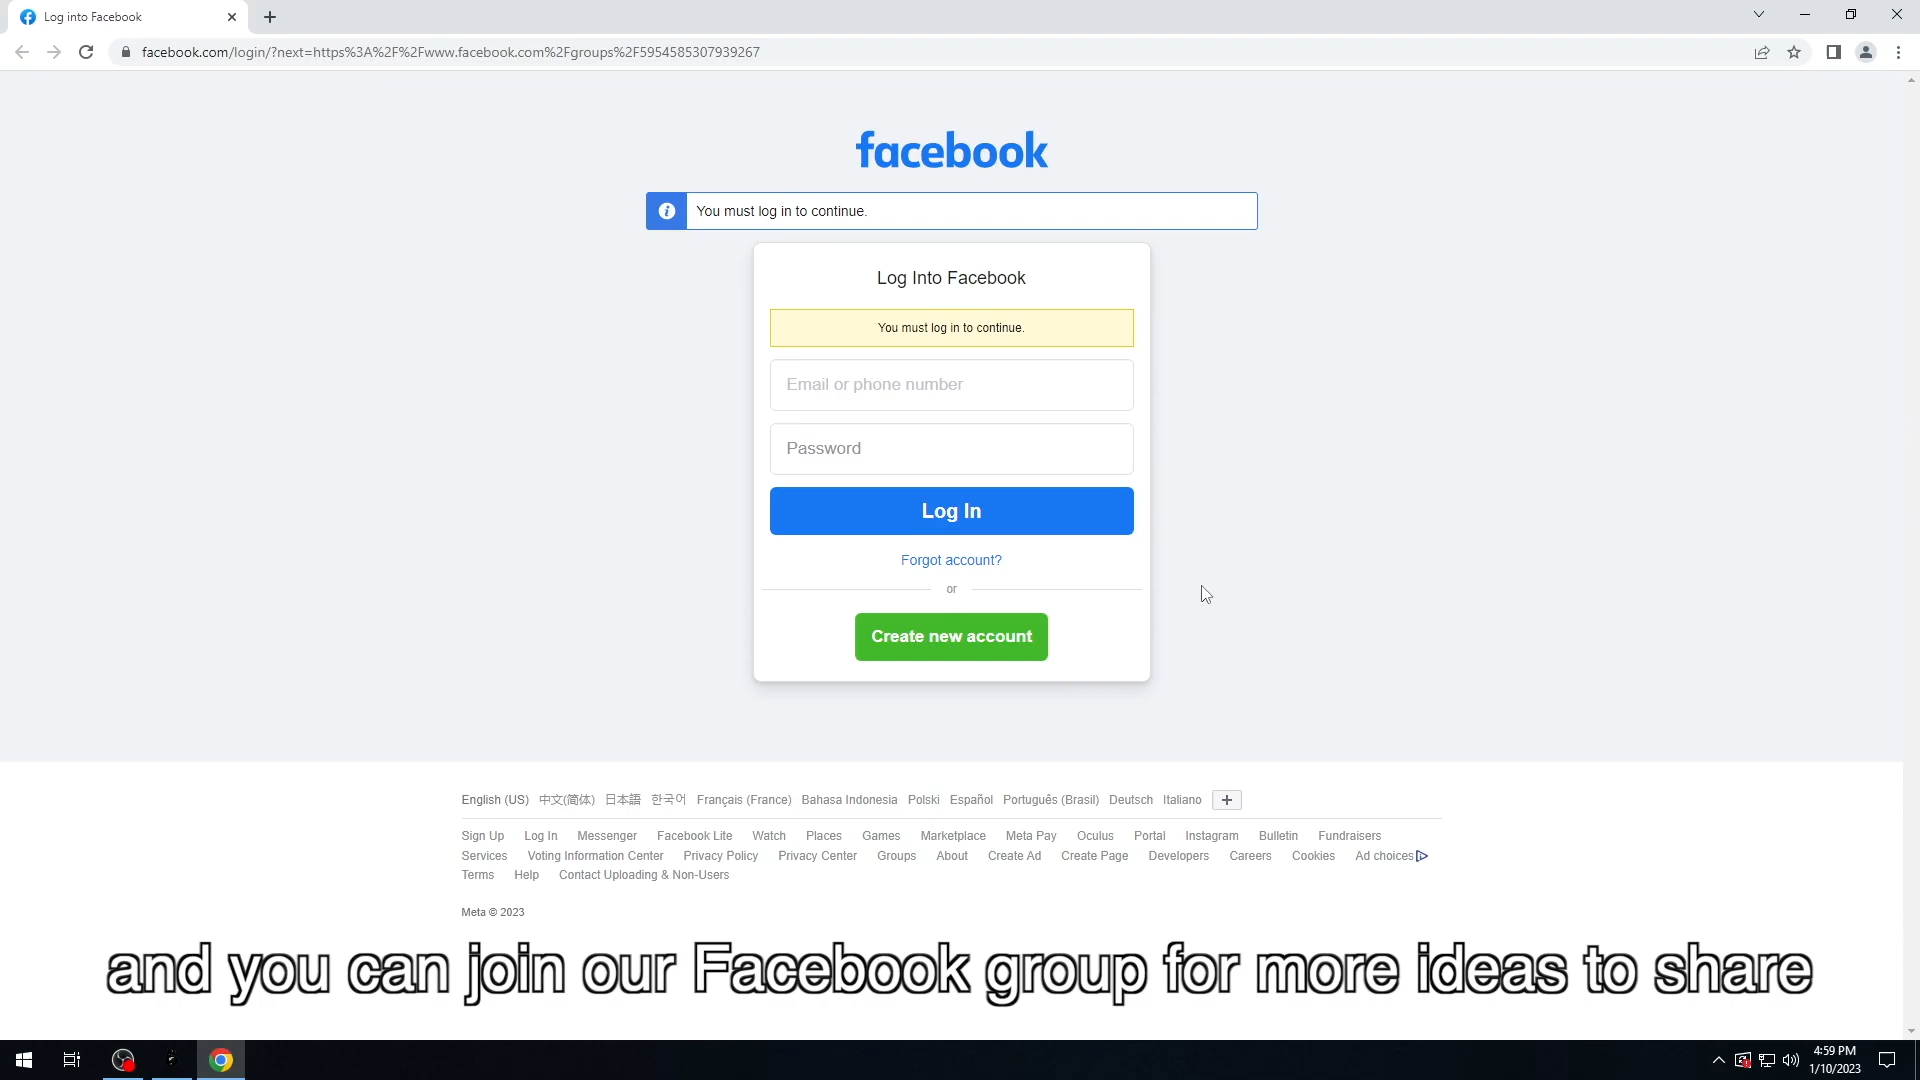 Log into Facebook
facebook.com/login/?next=https%3A%2F%2Fwww.facebook.com%2Fgroups%2F5954585307939267
facebook
You must log in to continue.
Log Into Facebook
You must log in to continue.
Email or phone number
Password
Log In
Forgot account?
or
Create new account
English (US) 中文(简体) 日本語 한국어 Français (France) Bahasa Indonesia Polski Español Português (Brasil) Deutsch Italiano
Sign Up Log In Messenger Facebook Lite Watch Places Games Marketplace Meta Pay Oculus Portal Instagram Bulletin Fundraisers
Services Voting Information Center Privacy Policy Privacy Center Groups About Create Ad Create Page Developers Careers Cookies Ad choices
Terms Help Contact Uploading & Non-Users
Meta © 2023
and you can join our Facebook group for more ideas to share
4:59 PM
1/10/2023